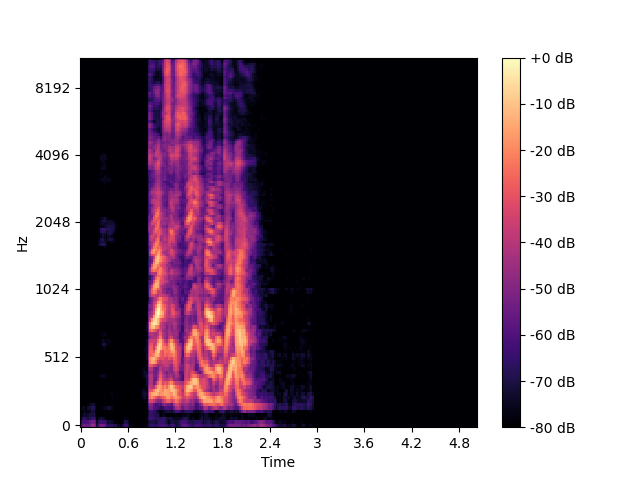 +0 dB
8192
-10 dB
4096
-20 dB
-30 dB
2048
Hz
-40 dB
1024
-50 dB
512
-60 dB
-70 dB
0
-80 dB
0 0.6 1.2 1.8 2.4 3 3.6 4.2 4.8
Time